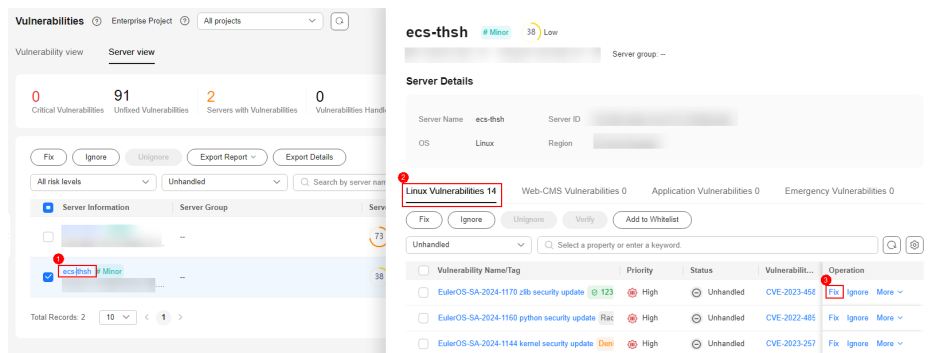 Vulnerabilities Enterprise Project All projects
Vulnerability view Server view
0 91 2 0
Critical Vulnerabilities Unfixed Vulnerabilities Servers with Vulnerabilities Vulnerabilities Handl
Fix Ignore Unignore Export Report Export Details
All risk levels Unhandled Search by server nam
Server Information Server Group Serv
-- 73
1
ecs-thsh # Minor -- 38
....
Total Records: 2 10 < 1 >
ecs-thsh # Minor 38 Low
Server group: --
Server Details
Server Name ecs-thsh Server ID
OS Linux Region
2
Linux Vulnerabilities 14 Web-CMS Vulnerabilities 0 Application Vulnerabilities 0 Emergency Vulnerabilities 0
Fix Ignore Unignore Verify Add to Whitelist
Unhandled Select a property or enter a keyword.
Vulnerability Name/Tag Priority Status Vulnerabilit... Operation
3
EulerOS-SA-2024-1170 zlib security update 123 High Unhandled CVE-2023-458 Fix Ignore More
EulerOS-SA-2024-1160 python security update Rac High Unhandled CVE-2022-485 Fix Ignore More
EulerOS-SA-2024-1144 kernel security update Den High Unhandled CVE-2023-257 Fix Ignore More